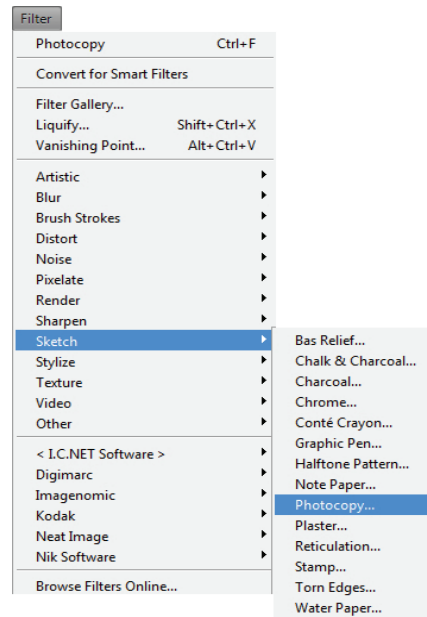 Filter
Photocopy Ctrl+F
Convert for Smart Filters
Filter Gallery...
Liquify... Shift+Ctrl+X
Vanishing Point... Alt+Ctrl+V
Artistic
Blur
Brush Strokes
Distort
Noise
Pixelate
Render
Sharpen
Sketch
Stylize
Texture
Video
Other
< I.C.NET Software >
Digimarc
Imagenomic
Kodak
Neat Image
Nik Software
Browse Filters Online...
Bas Relief...
Chalk & Charcoal...
Charcoal...
Chrome...
Conté Crayon...
Graphic Pen...
Halftone Pattern...
Note Paper...
Photocopy...
Plaster...
Reticulation...
Stamp...
Torn Edges...
Water Paper...